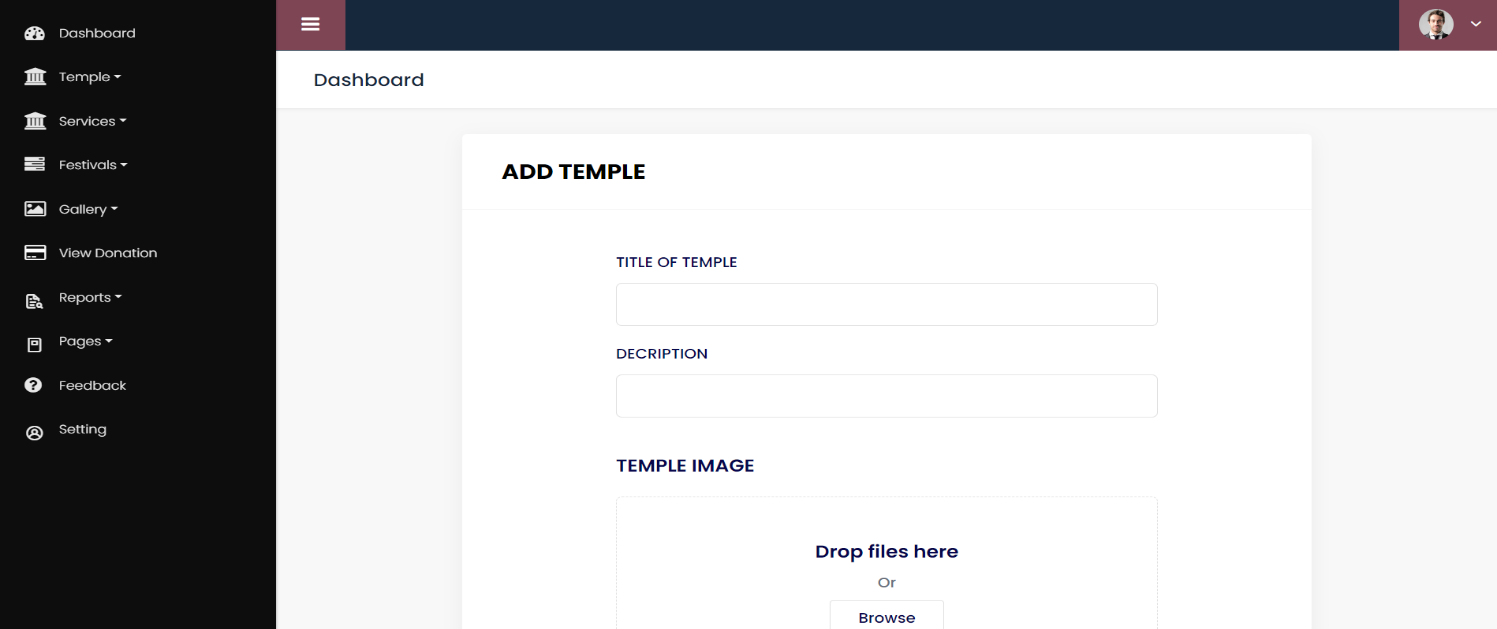 Dashboard
Temple
Services
Festivals
Gallery
View Donation
Reports
Pages
Feedback
Setting
Dashboard
ADD TEMPLE
TITLE OF TEMPLE
DECRIPTION
TEMPLE IMAGE
Drop files here
Or
Browse